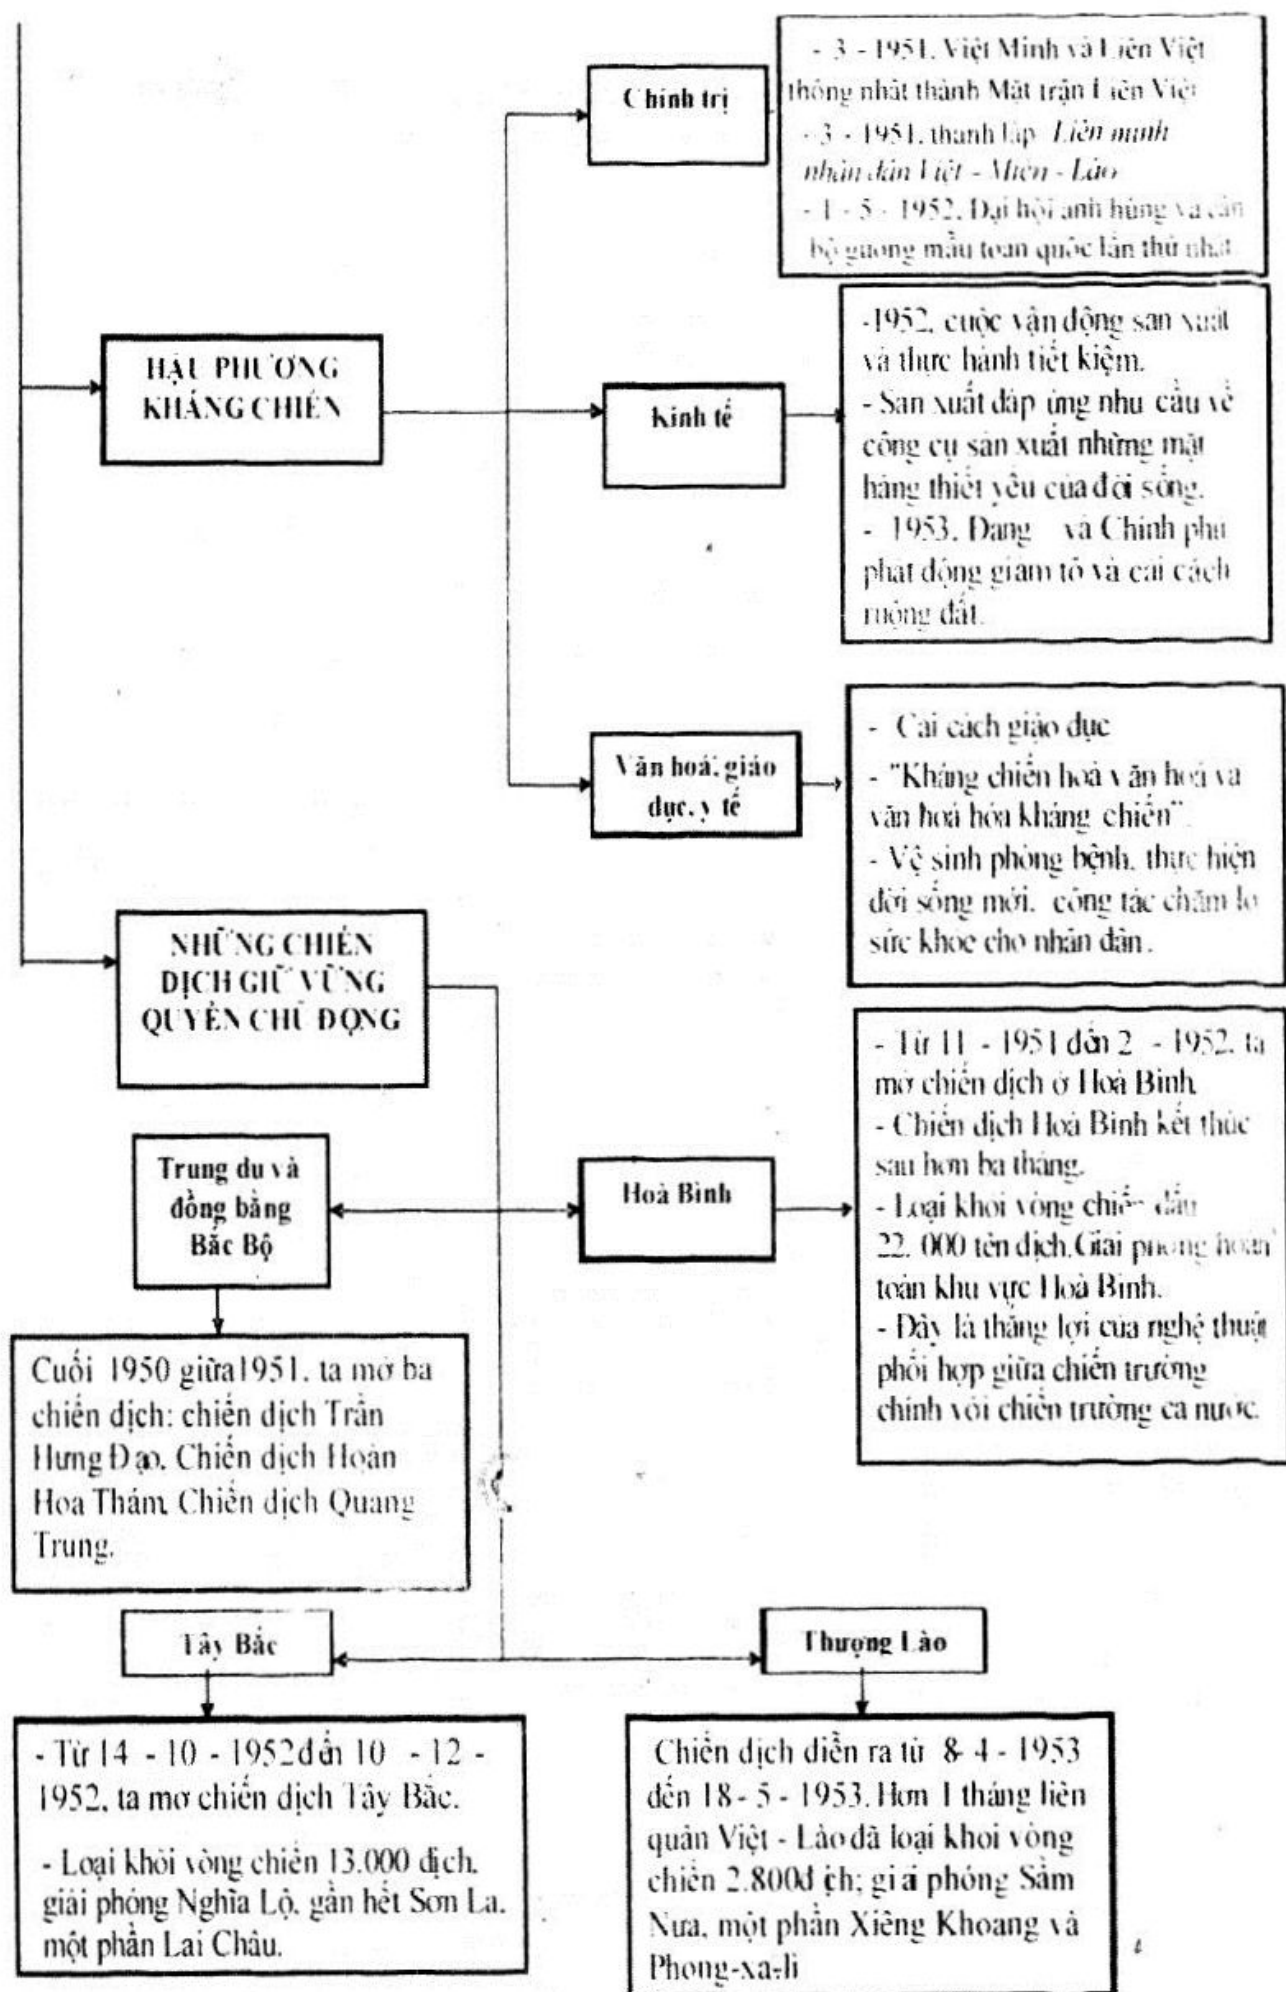 Chính trị
- 3 - 1951. Việt Minh và Liên Việt
thống nhất thành Mặt trận Liên Việt
- 3 - 1951. thành lập Liên minh
nhân dân Việt - Miên - Lào
- 1 - 5 - 1952. Đại hội anh hùng và cán
bộ gương mẫu toàn quốc lần thứ nhất.
HẬU PHƯƠNG
KHÁNG CHIẾN
Kinh tế
-1952, cuộc vận động sản xuất
và thực hành tiết kiệm.
- Sản xuất đáp ứng nhu cầu về
công cụ sản xuất những mặt
hàng thiết yếu của đời sống.
- 1953. Đảng và Chính phủ
phát động giảm tô và cải cách
ruộng đất.
Văn hoá, giáo
dục, y tế
- Cải cách giáo dục
- "Kháng chiến hoá văn hoá và
văn hoá hóa kháng chiến".
- Vệ sinh phòng bệnh, thực hiện
đời sống mới, công tác chăm lo
sức khỏe cho nhân dân.
NHỮNG CHIẾN
DỊCH GIỮ VỮNG
QUYỀN CHỦ ĐỘNG
Trung du và
đồng bằng
Bắc Bộ
Hoà Bình
- Từ 11 - 1951 đến 2 - 1952, ta
mở chiến dịch ở Hoà Bình.
- Chiến dịch Hoà Bình kết thúc
sau hơn ba tháng.
- Loại khỏi vòng chiến đấu
22. 000 tên địch. Giải phóng hoàn
toàn khu vực Hoà Bình.
- Đây là thắng lợi của nghệ thuật
phối hợp giữa chiến trường
chính với chiến trường cả nước.
Cuối 1950 giữa 1951. ta mở ba
chiến dịch: chiến dịch Trần
Hưng Đạo. Chiến dịch Hoàn
Hoa Thám. Chiến dịch Quang
Trung.
Tây Bắc
Thượng Lào
- Từ 14 - 10 - 1952 đến 10 - 12 -
1952, ta mở chiến dịch Tây Bắc.
- Loại khỏi vòng chiến 13.000 địch.
giải phóng Nghĩa Lộ, gần hết Sơn La.
một phần Lai Châu.
Chiến dịch diễn ra từ 8- 4 - 1953
đến 18 - 5 - 1953. Hơn 1 tháng liên
quân Việt - Lào đã loại khỏi vòng
chiến 2.800 địch; giải phóng Sầm
Nưa, một phần Xiêng Khoang và
Phong-xa-li